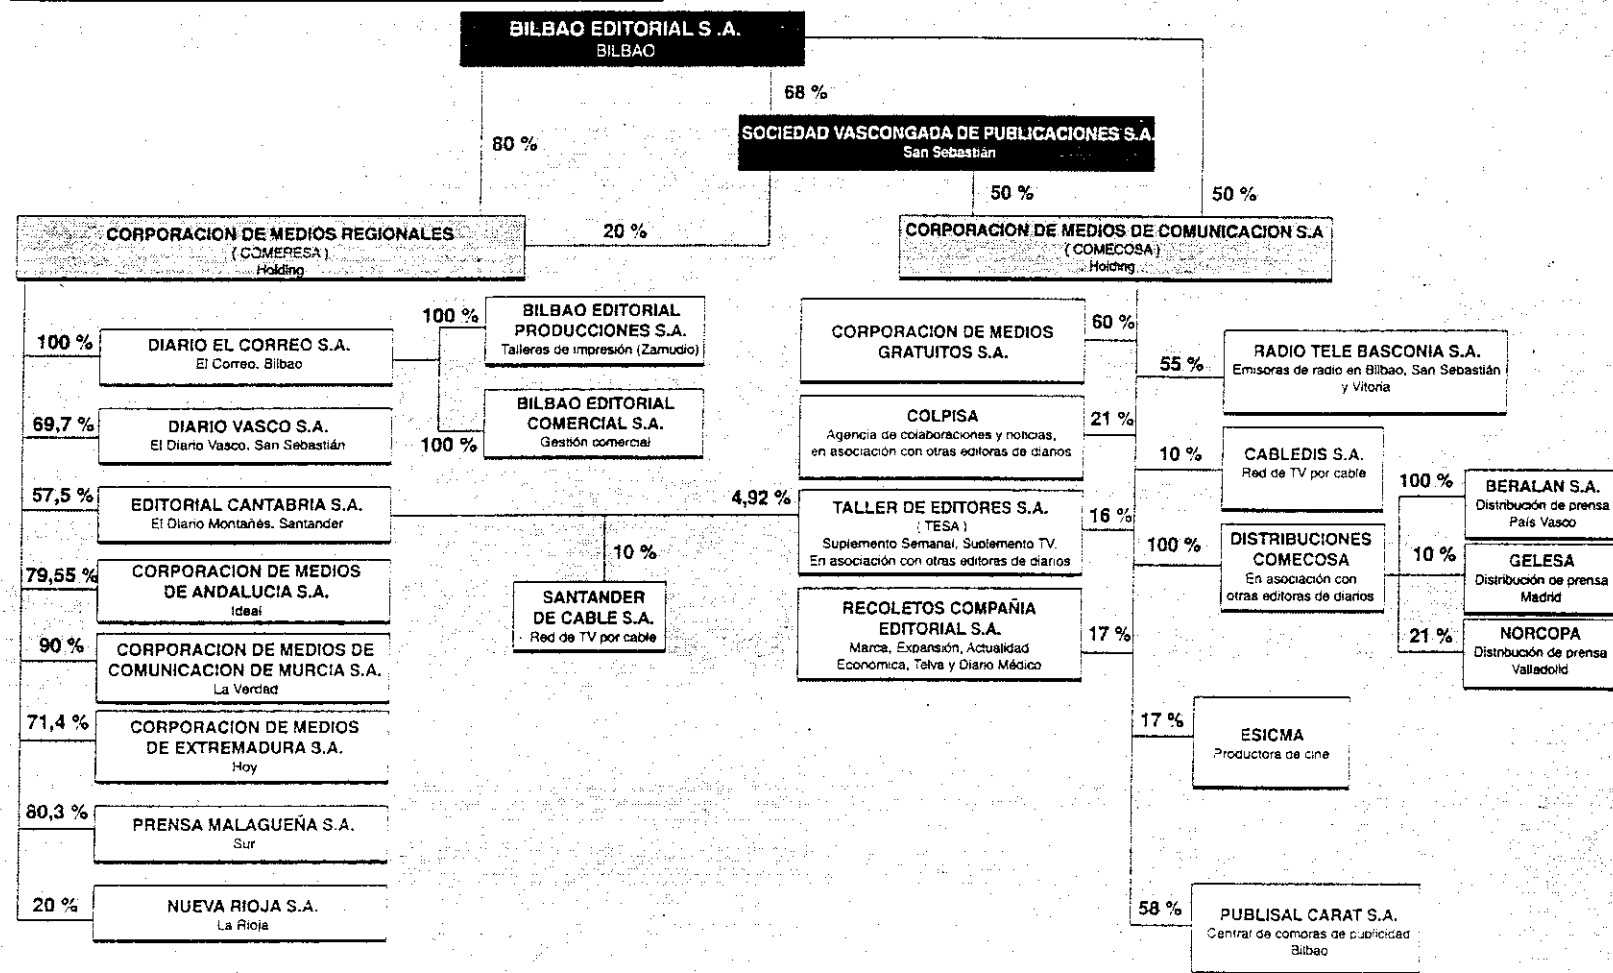 BILBAO EDITORIAL S .A.
BILBAO
68 %
80 %
SOCIEDAD VASCONGADA DE PUBLICACIONES S.A.
San Sebastián
50 %
50 %
CORPORACION DE MEDIOS REGIONALES
( COMERESA )
Holding
20 %
CORPORACION DE MEDIOS DE COMUNICACION S.A
( COMECOSA )
Holding
100 %
DIARIO EL CORREO S.A.
El Correo. Bilbao
100 %
BILBAO EDITORIAL
PRODUCCIONES S.A.
Talleres de impresión (Zamudio)
100 %
BILBAO EDITORIAL
COMERCIAL S.A.
Gestión comercial
69,7 %
DIARIO VASCO S.A.
El Diario Vasco. San Sebastián
57,5 %
EDITORIAL CANTABRIA S.A.
El Diario Montañés. Santander
4,92 %
10 %
SANTANDER
DE CABLE S.A.
Red de TV por cable
79,55 %
CORPORACION DE MEDIOS
DE ANDALUCIA S.A.
Ideal
90 %
CORPORACION DE MEDIOS DE
COMUNICACION DE MURCIA S.A.
La Verdad
71,4 %
CORPORACION DE MEDIOS
DE EXTREMADURA S.A.
Hoy
80,3 %
PRENSA MALAGUEÑA S.A.
Sur
20 %
NUEVA RIOJA S.A.
La Rioja
CORPORACION DE MEDIOS
GRATUITOS S.A.
60 %
COLPISA
Agencia de colaboraciones y noticias,
en asociación con otras editoras de diarios
21 %
TALLER DE EDITORES S.A.
( TESA )
Suplemento Semanal, Suplemento TV.
En asociación con otras editoras de diarios
16 %
RECOLETOS COMPAÑIA
EDITORIAL S.A.
Marca, Expansión, Actualidad
Economica, Telva y Diario Médico
17 %
55 %
RADIO TELE BASCONIA S.A.
Emisoras de radio en Bilbao, San Sebastián
y Vitoria
10 %
CABLEDIS S.A.
Red de TV por cable
100 %
DISTRIBUCIONES
COMECOSA
En asociación con
otras editoras de diarios
100 %
BERALAN S.A.
Distribución de prensa
País Vasco
10 %
GELESA
Distribución de prensa
Madrid
21 %
NORCOPA
Distribución de prensa
Valladolid
17 %
ESICMA
Productora de cine
58 %
PUBLISAL CARAT S.A.
Central de compras de publicidad
Bilbao